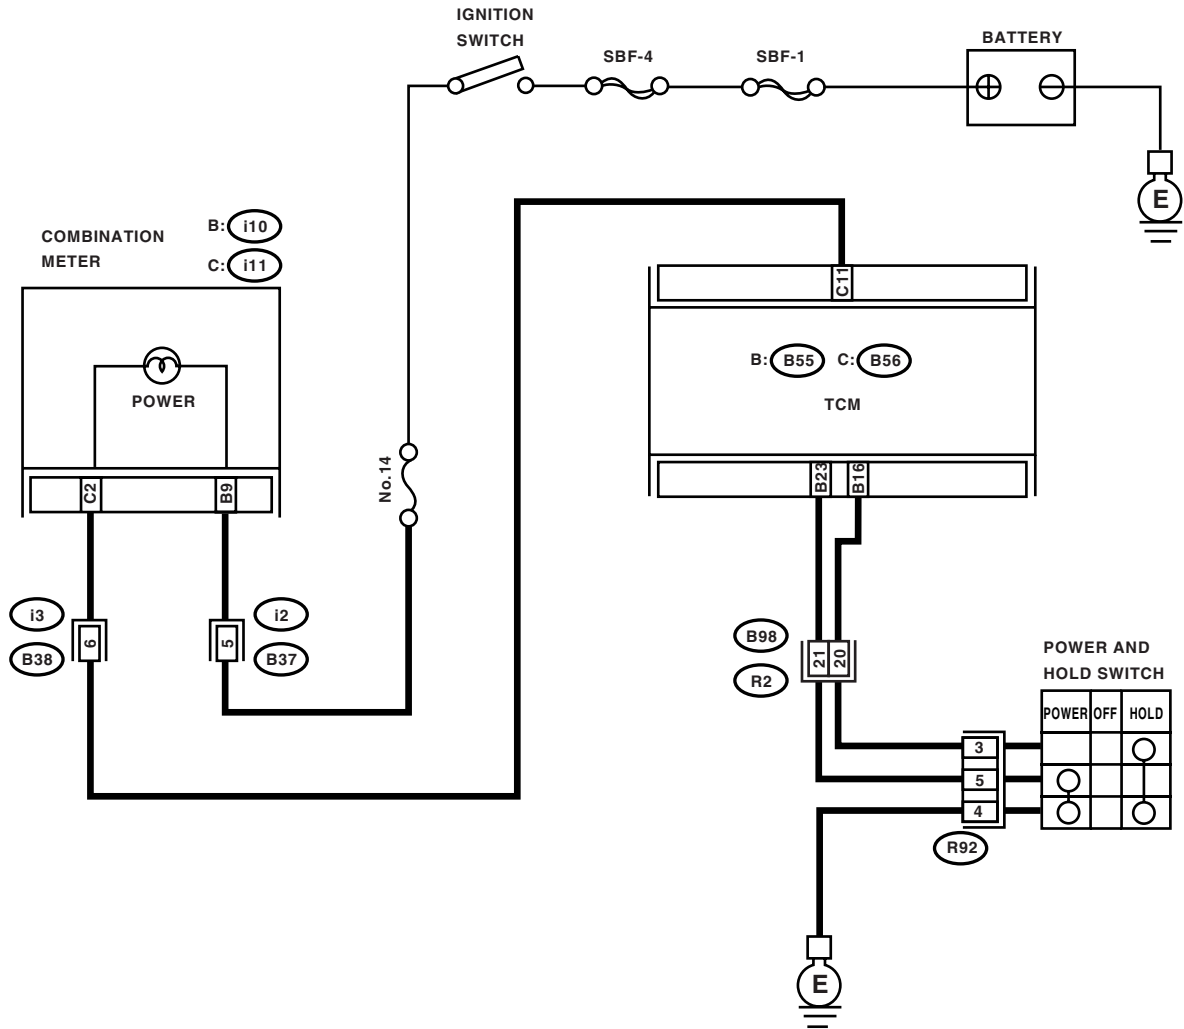 IGNITION
SWITCH
SBF-4
SBF-1
BATTERY
E
COMBINATION
METER
B: i10
C: i11
C11
B: B55 C: B56
TCM
POWER
No.14
C2
B9
B23
B16
i3
B38
6
5
i2
B37
B98
R2
21
20
POWER AND
HOLD SWITCH
POWER OFF HOLD
3
5
4
R92
E